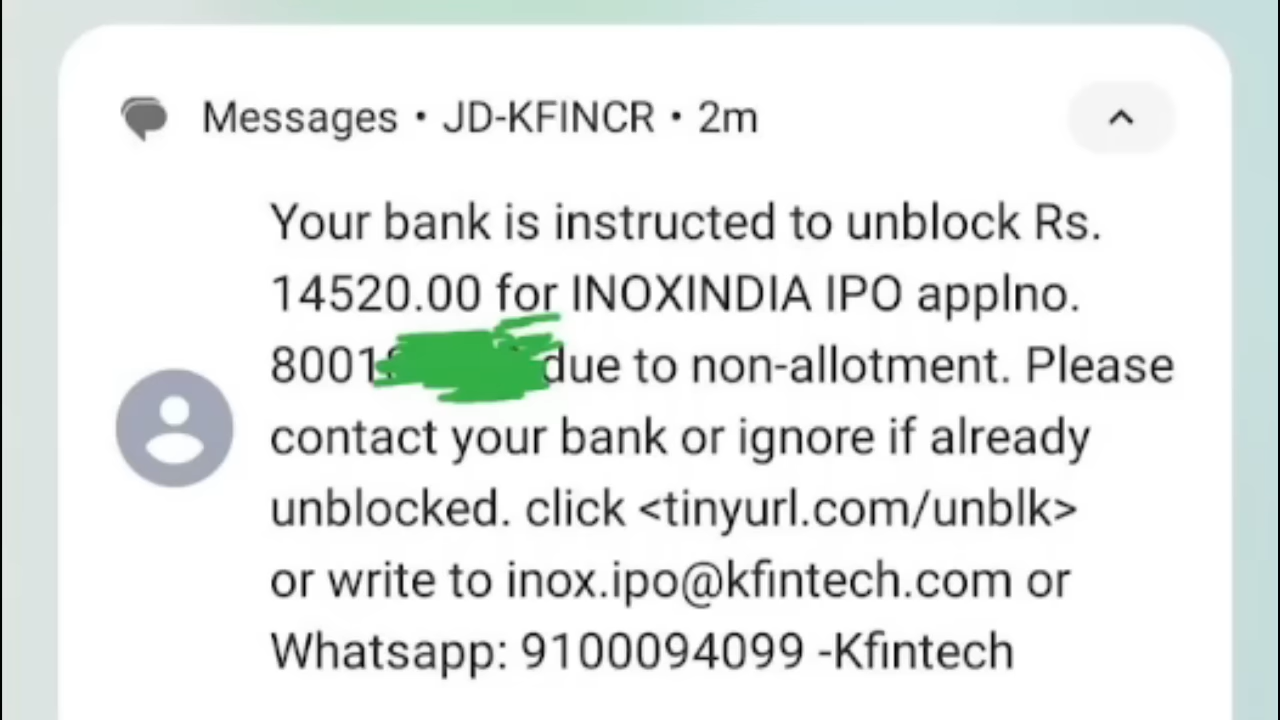 Messages • JD-KFINCR • 2m
Your bank is instructed to unblock Rs.
14520.00 for INOXINDIA IPO applno.
8001 due to non-allotment. Please
contact your bank or ignore if already
unblocked. click <tinyurl.com/unblk>
or write to inox.ipo@kfintech.com or
Whatsapp: 9100094099 -Kfintech